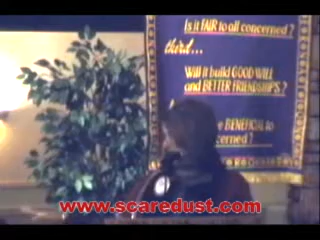 Is it FAIR to all concerned?
third...
Will it build GOOD WILL
and BETTER FRIENDSHIPS?
BENEFICIAL to
concerned?
www.scaredust.com